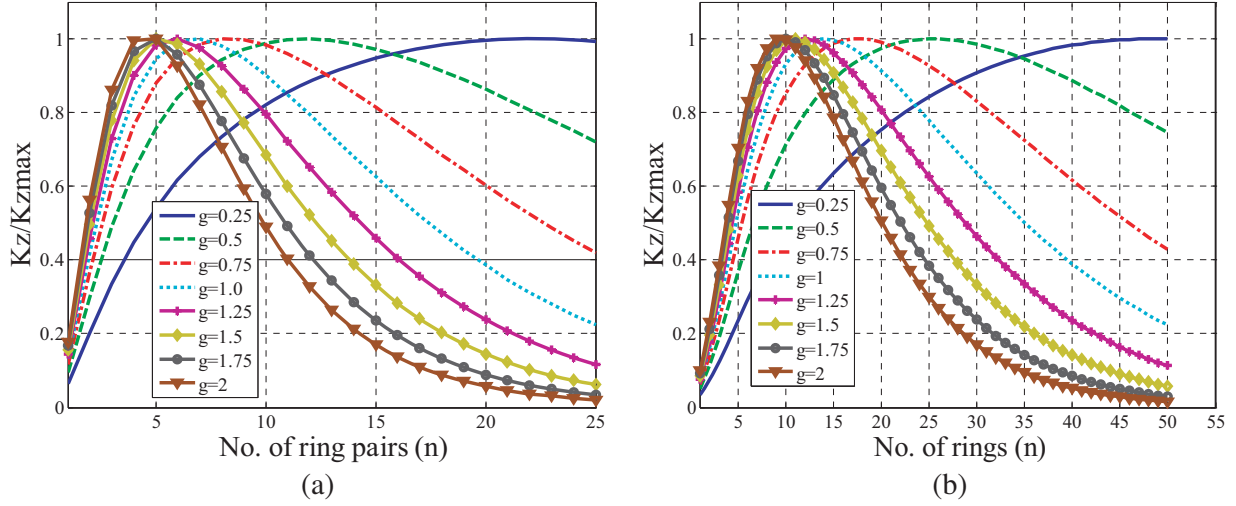 Kz/Kzmax
1
0.8
0.6
0.4
0.2
0
g=0.25
g=0.5
g=0.75
g=1.0
g=1.25
g=1.5
g=1.75
g=2
5 10 15 20 25
No. of ring pairs (n)
(a)
Kz/Kzmax
1
0.8
0.6
0.4
0.2
0
g=0.25
g=0.5
g=0.75
g=1
g=1.25
g=1.5
g=1.75
g=2
5 10 15 20 25 30 35 40 45 50 55
No. of rings (n)
(b)